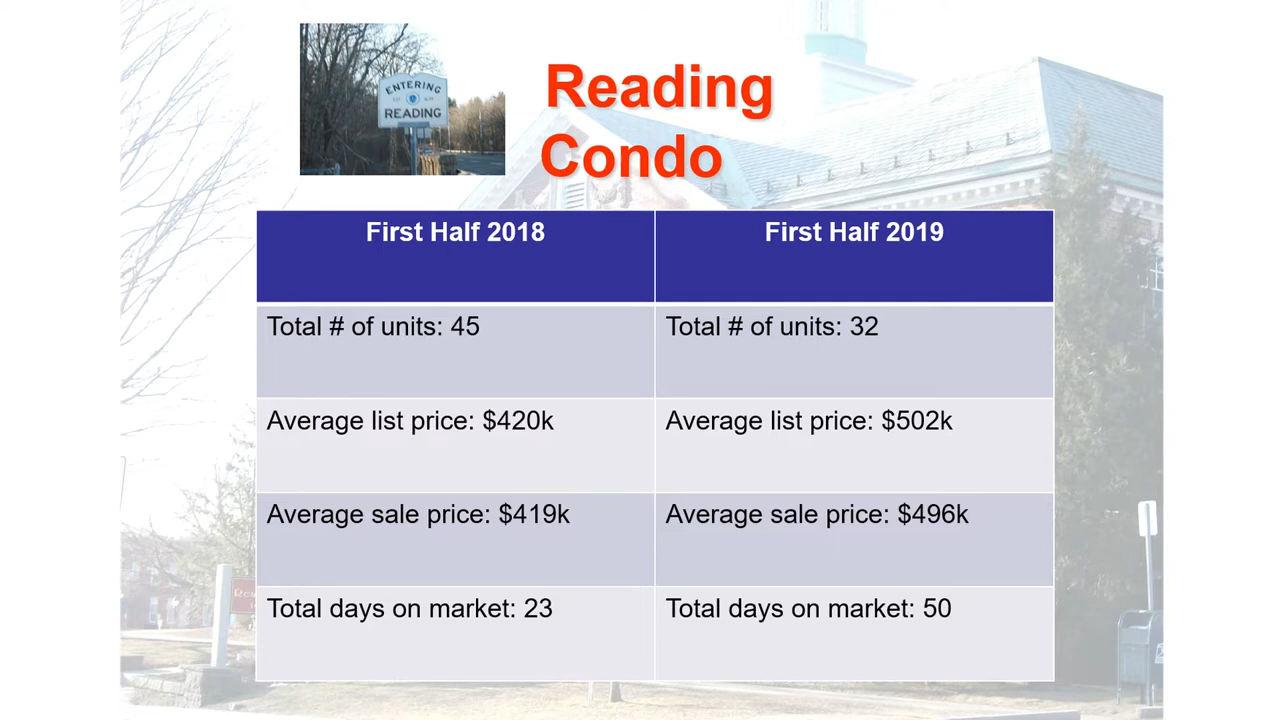 ENTERING
READING
Reading
Condo
First Half 2018
First Half 2019
Total # of units: 45
Total # of units: 32
Average list price: $420k
Average list price: $502k
Average sale price: $419k
Average sale price: $496k
Total days on market: 23
Total days on market: 50